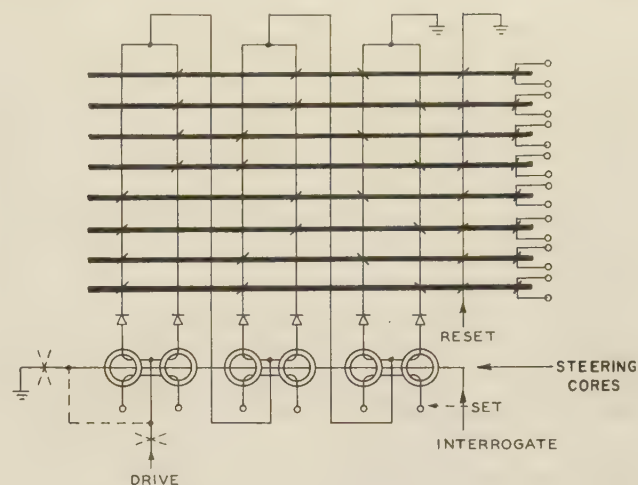 RESET
STEERING
CORES
SET
INTERROGATE
DRIVE